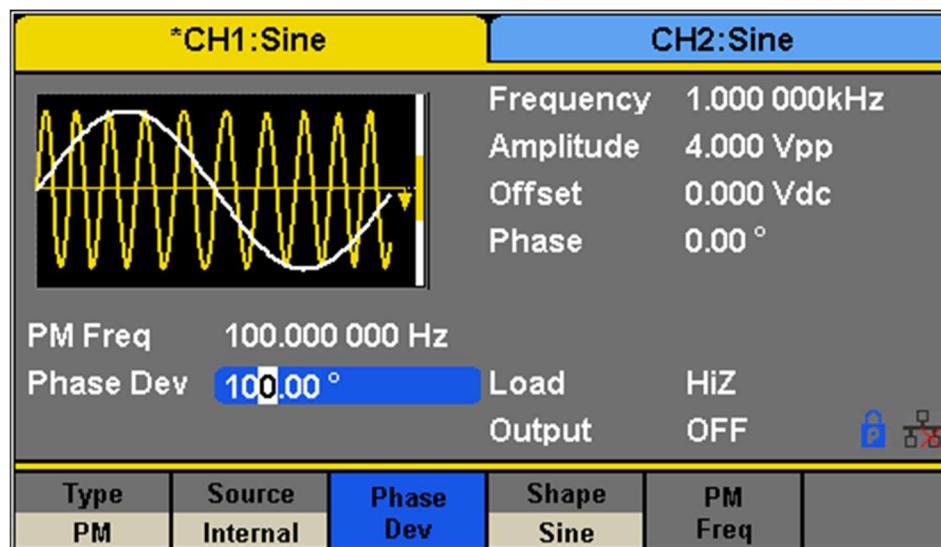 *CH1:Sine
CH2:Sine
Frequency 1.000 000kHz
Amplitude 4.000 Vpp
Offset 0.000 Vdc
Phase 0.00 °
PM Freq 100.000 000 Hz
Phase Dev 100.00 °
Load HiZ
Output OFF
P
Type
PM
Source
Internal
Phase
Dev
Shape
Sine
PM
Freq